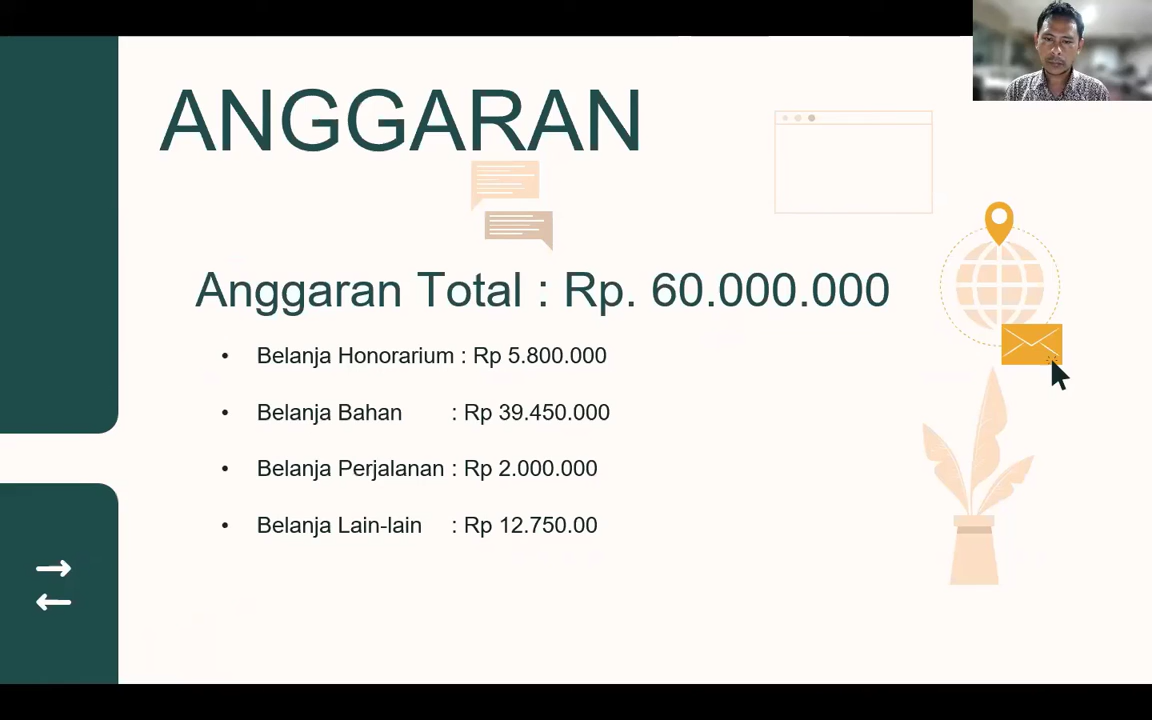 ANGGARAN
Anggaran Total : Rp. 60.000.000
• Belanja Honorarium : Rp 5.800.000
• Belanja Bahan : Rp 39.450.000
• Belanja Perjalanan : Rp 2.000.000
• Belanja Lain-lain : Rp 12.750.00